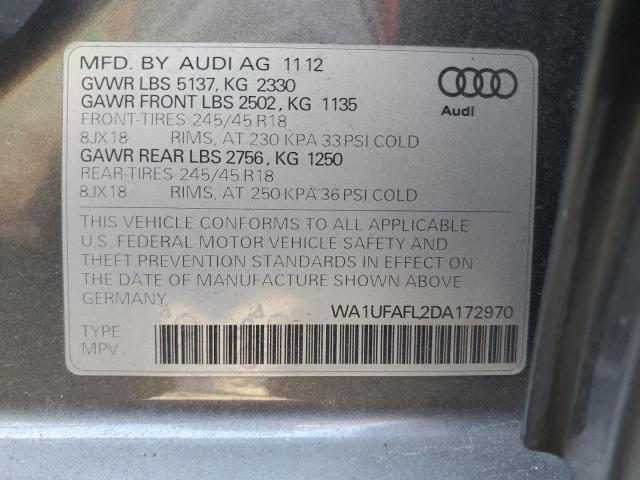 MFD. BY AUDI AG 11 12
GVWR LBS 5137, KG 2330
GAWR FRONT LBS 2502, KG 1135
FRONT-TIRES 245/45 R18
8JX18 RIMS, AT 230 KPA 33 PSI COLD
GAWR REAR LBS 2756, KG 1250
REAR-TIRES 245/45 R18
8JX18 RIMS, AT 250 KPA 36 PSI COLD
Audi
THIS VEHICLE CONFORMS TO ALL APPLICABLE
U.S. FEDERAL MOTOR VEHICLE SAFETY AND
THEFT PREVENTION STANDARDS IN EFFECT ON
THE DATE OF MANUFACTURE SHOWN ABOVE
GERMANY
WA1UFAFL2DA172970
TYPE:
MPV